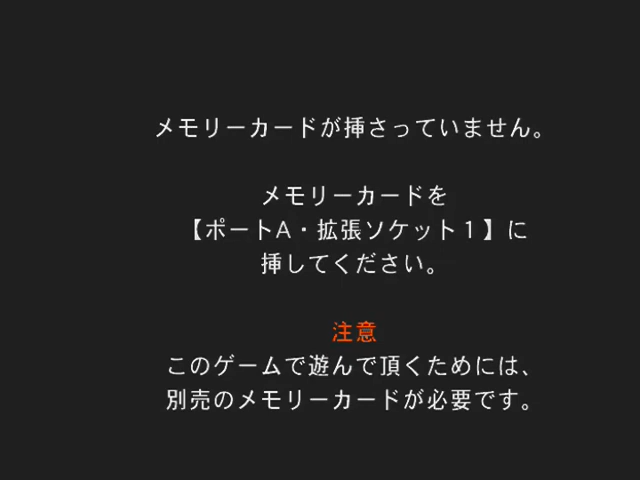 メモリーカードが挿さっていません。
メモリーカードを
【ポートA・拡張ソケット１】に
挿してください。
注意
このゲームで遊んで頂くためには、
別売のメモリーカードが必要です。